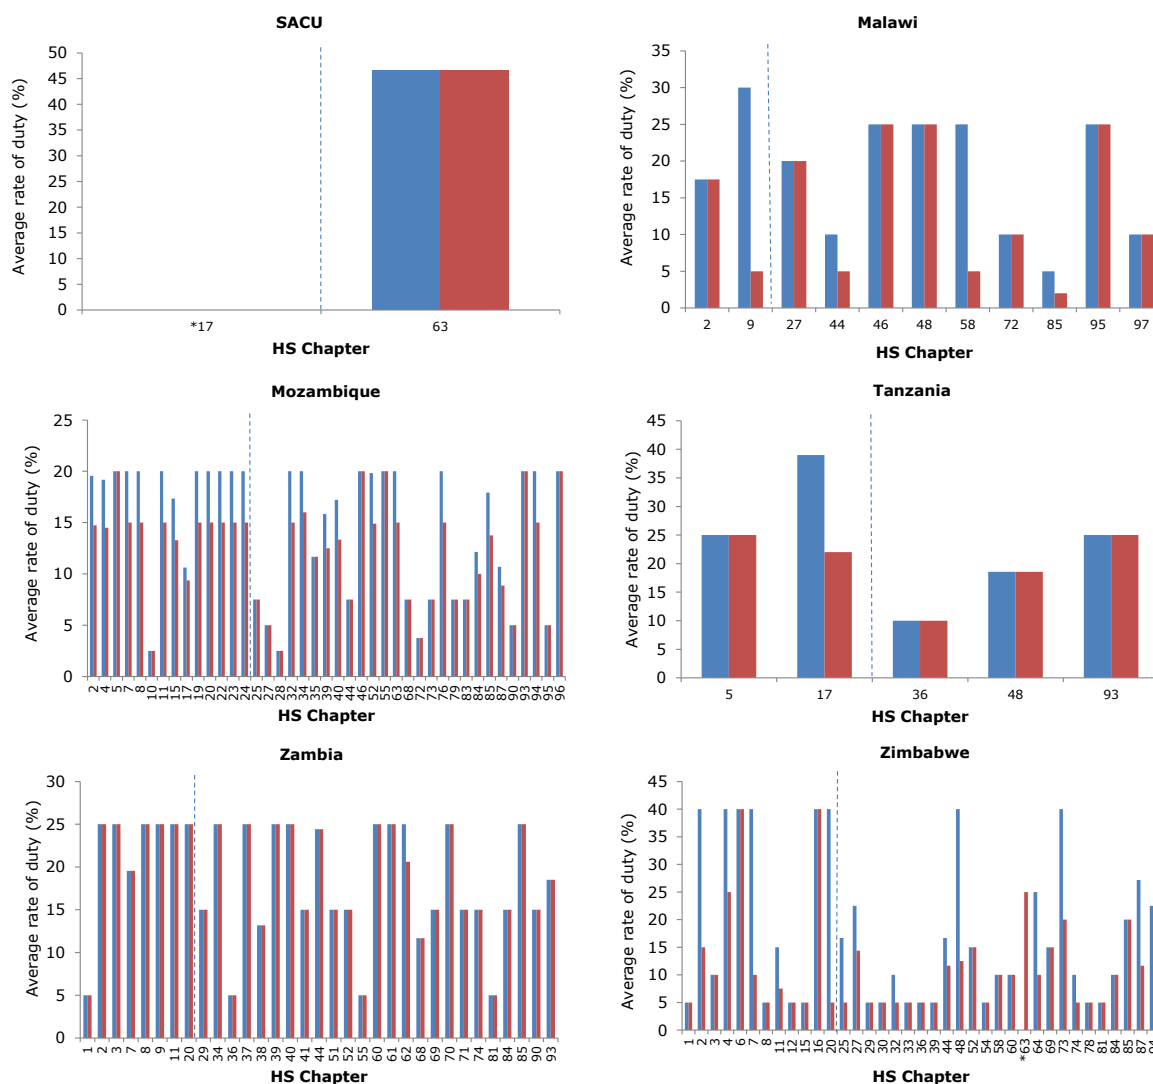 SACU
Average rate of duty (%)
50
45
40
35
30
25
20
15
10
5
0
*17 63
HS Chapter
Malawi
Average rate of duty (%)
35
30
25
20
15
10
5
0
2 9 27 44 46 48 58 72 85 95 97
HS Chapter
Mozambique
Average rate of duty (%)
25
20
15
10
5
0
2 4 5 7 8 10 11 15 17 19 20 22 23 24 25 27 28 32 34 35 39 40 44 46 52 55 63 68 72 73 76 79 83 84 85 87 90 93 94 95 96
HS Chapter
Tanzania
Average rate of duty (%)
45
40
35
30
25
20
15
10
5
0
5 17 36 48 93
HS Chapter
Zambia
Average rate of duty (%)
30
25
20
15
10
5
0
1 2 3 7 8 9 11 20 29 34 36 37 38 39 40 41 44 51 52 55 60 61 62 68 69 70 71 74 81 84 85 90 93
HS Chapter
Zimbabwe
Average rate of duty (%)
45
40
35
30
25
20
15
10
5
0
1 2 3 4 6 7 8 11 12 15 16 20 25 27 29 30 32 33 36 39 44 48 52 54 58 60 *63 64 69 73 74 78 81 84 85 87 94
HS Chapter